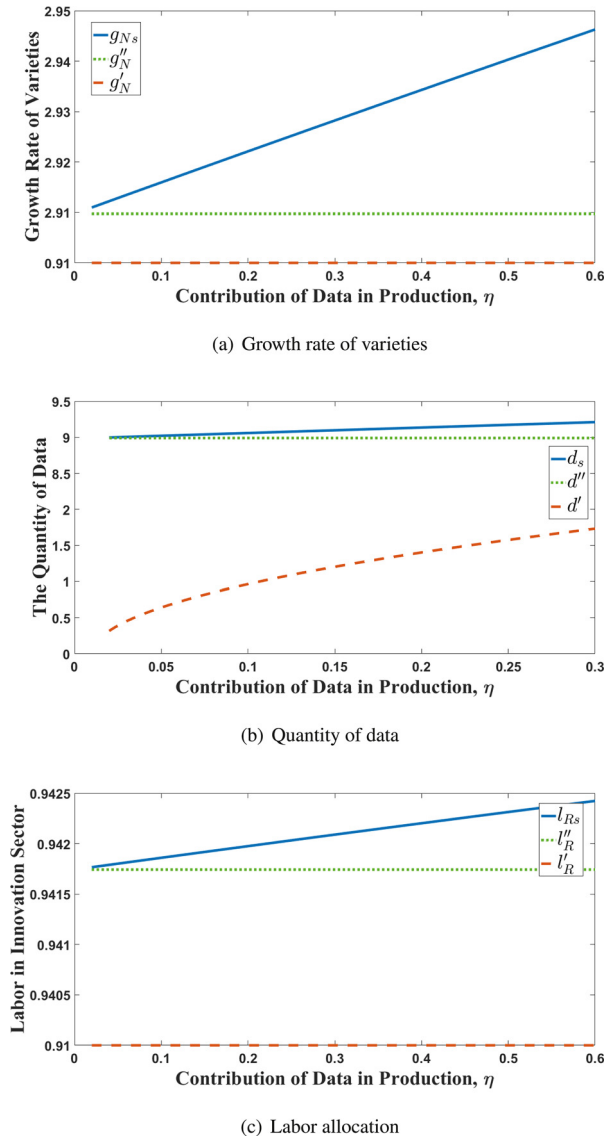 2.95
2.94
2.93
2.92
2.91
0.91
Growth Rate of Varieties
g_{Ns}
g''_N
g'_N
0 0.1 0.2 0.3 0.4 0.5 0.6
Contribution of Data in Production, η
(a) Growth rate of varieties
9.5
9
8.5
2
1.5
1
0.5
0
The Quantity of Data
d_s
d''
d'
0 0.05 0.1 0.15 0.2 0.25 0.3
Contribution of Data in Production, η
(b) Quantity of data
0.9425
0.942
0.9415
0.941
0.9405
0.91
Labor in Innovation Sector
l_{Rs}
l''_R
l'_R
0 0.1 0.2 0.3 0.4 0.5 0.6
Contribution of Data in Production, η
(c) Labor allocation